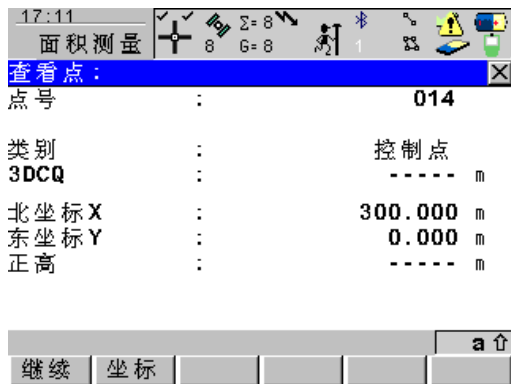 17:11
面积测量
8
Σ= 8
G= 8
1
查看点 :
点号 : 014
类别 : 控制点
3DCQ : ----- m
北坐标X : 300.000 m
东坐标Y : 0.000 m
正高 : ----- m
a⇧
继续 坐标